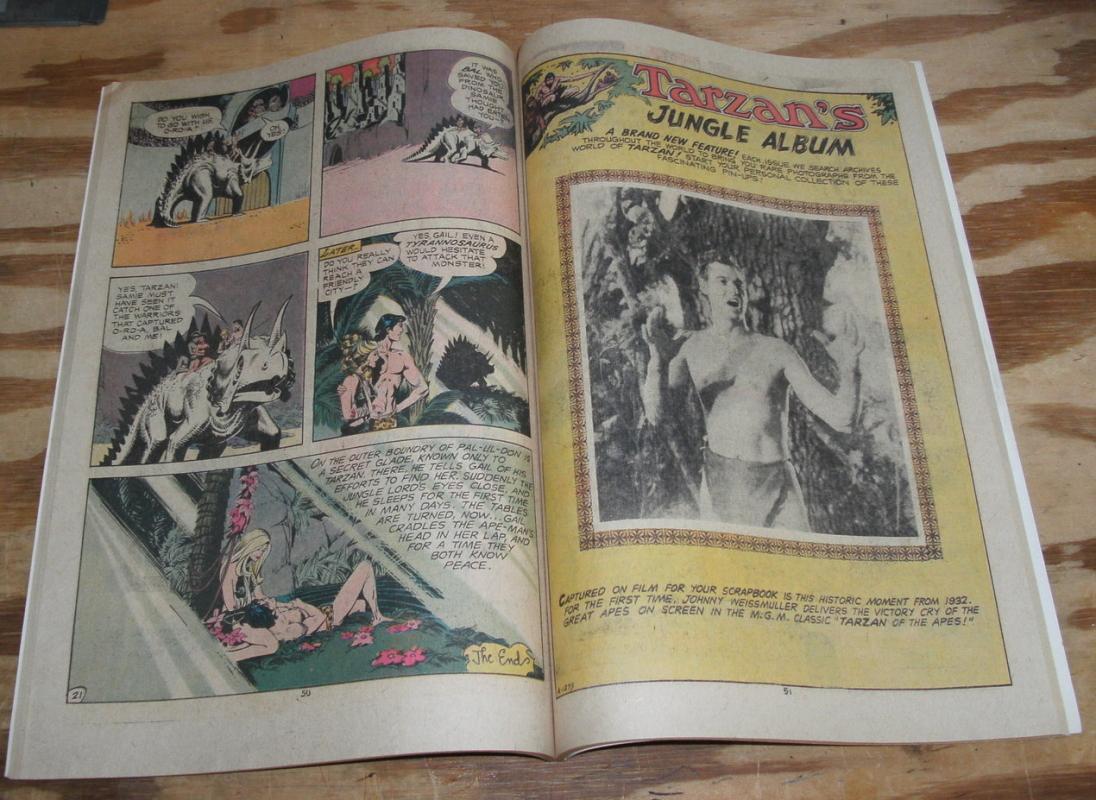 DO YOU WISH
TO GO WITH US,
O-RO-A?
OH,
YES!
IT WAS
BAL WHO
SAVED YOU
FROM THE
DINOSAUR
SAMIE
THOUGHT
HAD EATEN
YOU!
YES, TARZAN!
SAMIE MUST
HAVE SEEN IT
CATCH ONE OF
THE WARRIORS
THAT CAPTURED
O-RO-A, BAL
AND ME!
LATER...
DO YOU REALLY
THINK THEY CAN
REACH A
FRIENDLY
CITY--?
YES, GAIL! EVEN A
TYRANNOSAURUS
WOULD HESITATE
TO ATTACK THAT
MONSTER!
ON THE OUTER BOUNDRY OF PAL-UL-DON IS
A SECRET GLADE, KNOWN ONLY TO
TARZAN. THERE, HE TELLS GAIL OF HIS
EFFORTS TO FIND HER. SUDDENLY THE
JUNGLE LORD'S EYES CLOSE, AND
HE SLEEPS FOR THE FIRST TIME
IN MANY DAYS. THE TABLES
ARE TURNED, NOW... GAIL
CRADLES THE APE-MAN'S
HEAD IN HER LAP, AND
FOR A TIME THEY
BOTH KNOW
PEACE.
The End
21
50
Tarzan's
JUNGLE ALBUM
A BRAND NEW FEATURE! EACH ISSUE WE SEARCH ARCHIVES
THROUGHOUT THE WORLD TO BRING YOU RARE PHOTOGRAPHS FROM THE
WORLD OF TARZAN! START YOUR PERSONAL COLLECTION OF THESE
FASCINATING PIN-UPS!
CAPTURED ON FILM FOR YOUR SCRAPBOOK IS THIS HISTORIC MOMENT FROM 1932.
FOR THE FIRST TIME, JOHNNY WEISSMULLER DELIVERS THE VICTORY CRY OF THE
GREAT APES ON SCREEN IN THE M.G.M. CLASSIC "TARZAN OF THE APES!"
51